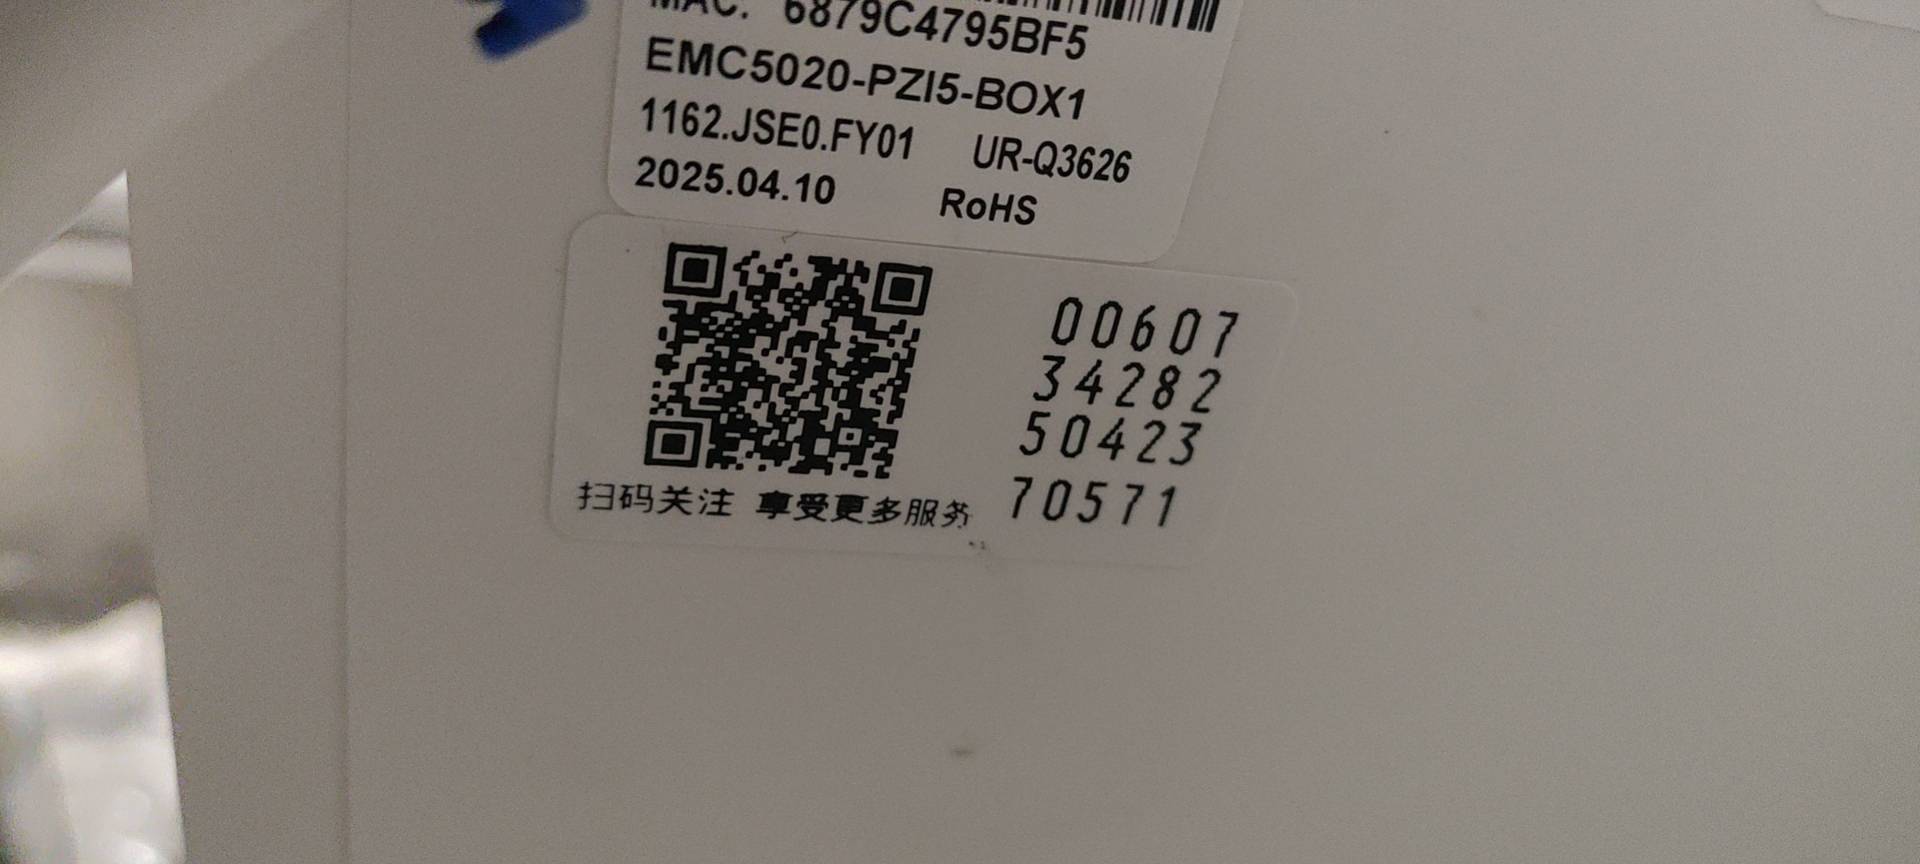 MAC: 6879C4795BF5
EMC5020-PZI5-BOX1
1162.JSE0.FY01 UR-Q3626
2025.04.10 RoHS
00607
34282
50423
70571
扫码关注 享受更多服务